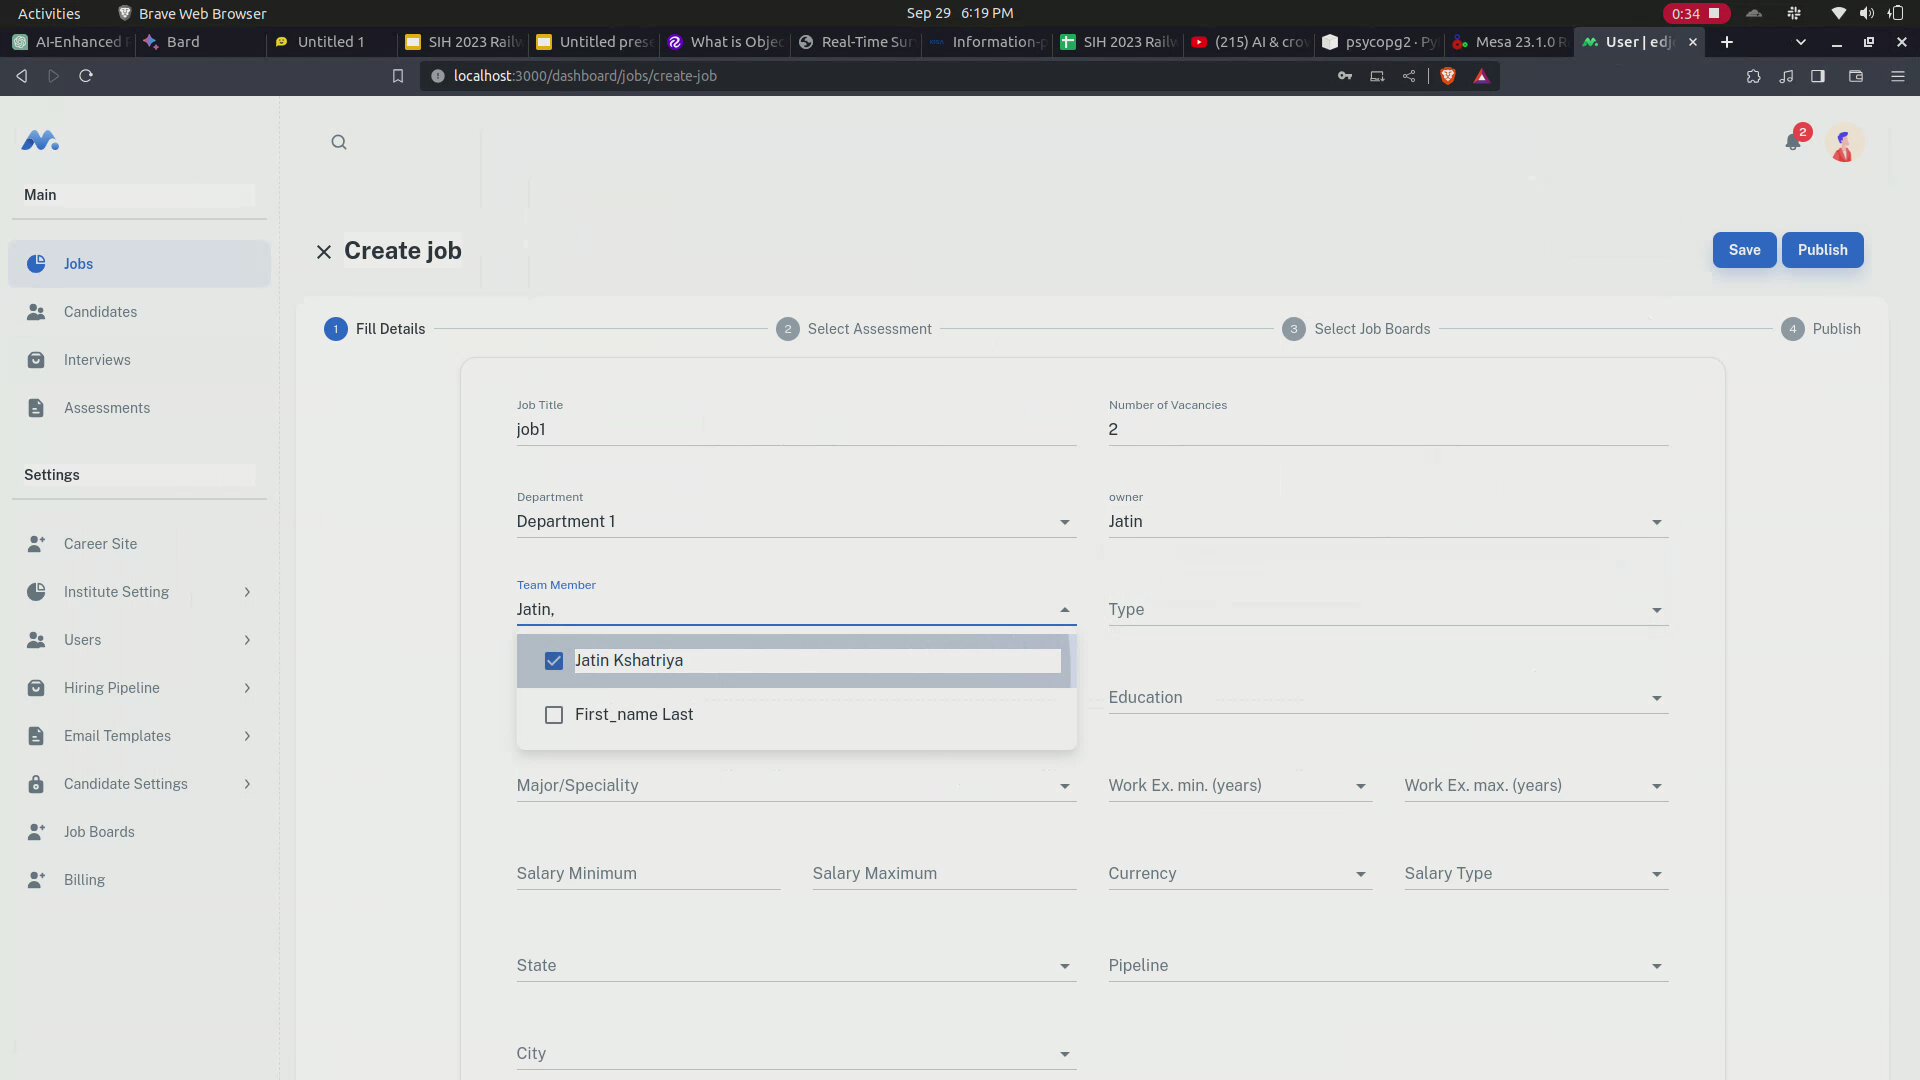 Activities
Brave Web Browser
Sep 29 6:19 PM
0:34
AI-Enhanced
Bard
Untitled 1
SIH 2023 Railw
Untitled pres
What is Objec
Real-Time Sur
Information-p
SIH 2023 Railw
(215) AI & cro
psycopg2 · Py
Mesa 23.1.0 R
User | edj
localhost:3000/dashboard/jobs/create-job
2
Main
Create job
Save
Publish
Jobs
Candidates
Interviews
Assessments
Settings
Career Site
Institute Setting
Users
Hiring Pipeline
Email Templates
Candidate Settings
Job Boards
Billing
1 Fill Details
2 Select Assessment
3 Select Job Boards
4 Publish
Job Title
job1
Number of Vacancies
2
Department
Department 1
owner
Jatin
Team Member
Jatin,
Type
Jatin Kshatriya
First_name Last
Education
Major/Speciality
Work Ex. min. (years)
Work Ex. max. (years)
Salary Minimum
Salary Maximum
Currency
Salary Type
State
Pipeline
City